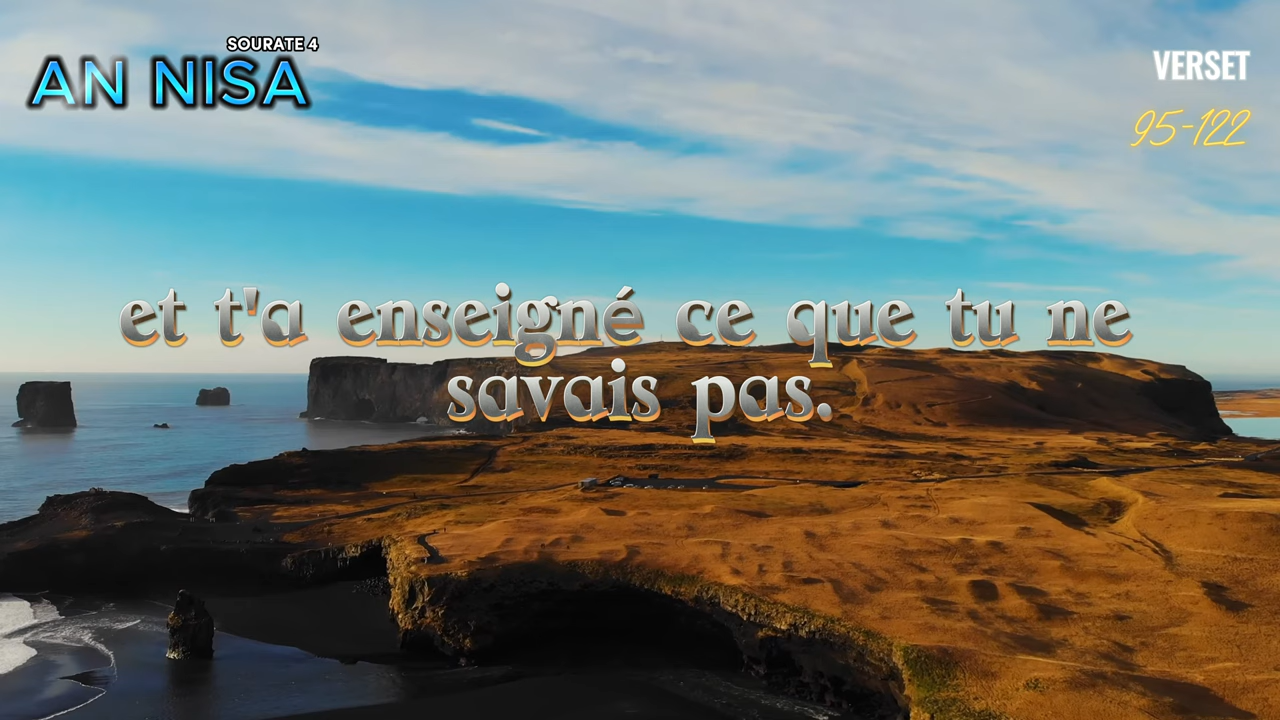 SOURATE 4
AN NISA
VERSET
95-122
et t'a enseigné ce que tu ne
savais pas.